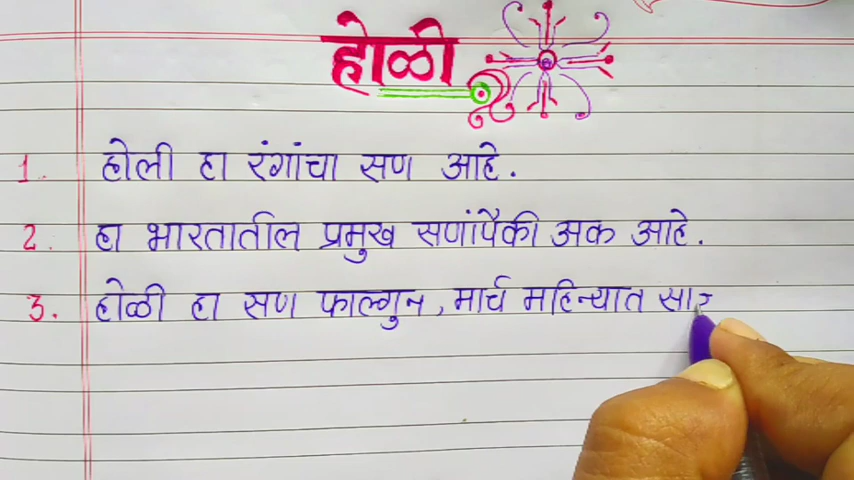 होळी
1. होली हा रंगांचा सण आहे.
2. हा भारतातील प्रमुख सणांपैकी अक आहे.
3. होळी हा सण फाल्गुन, मार्च महिन्यात सार